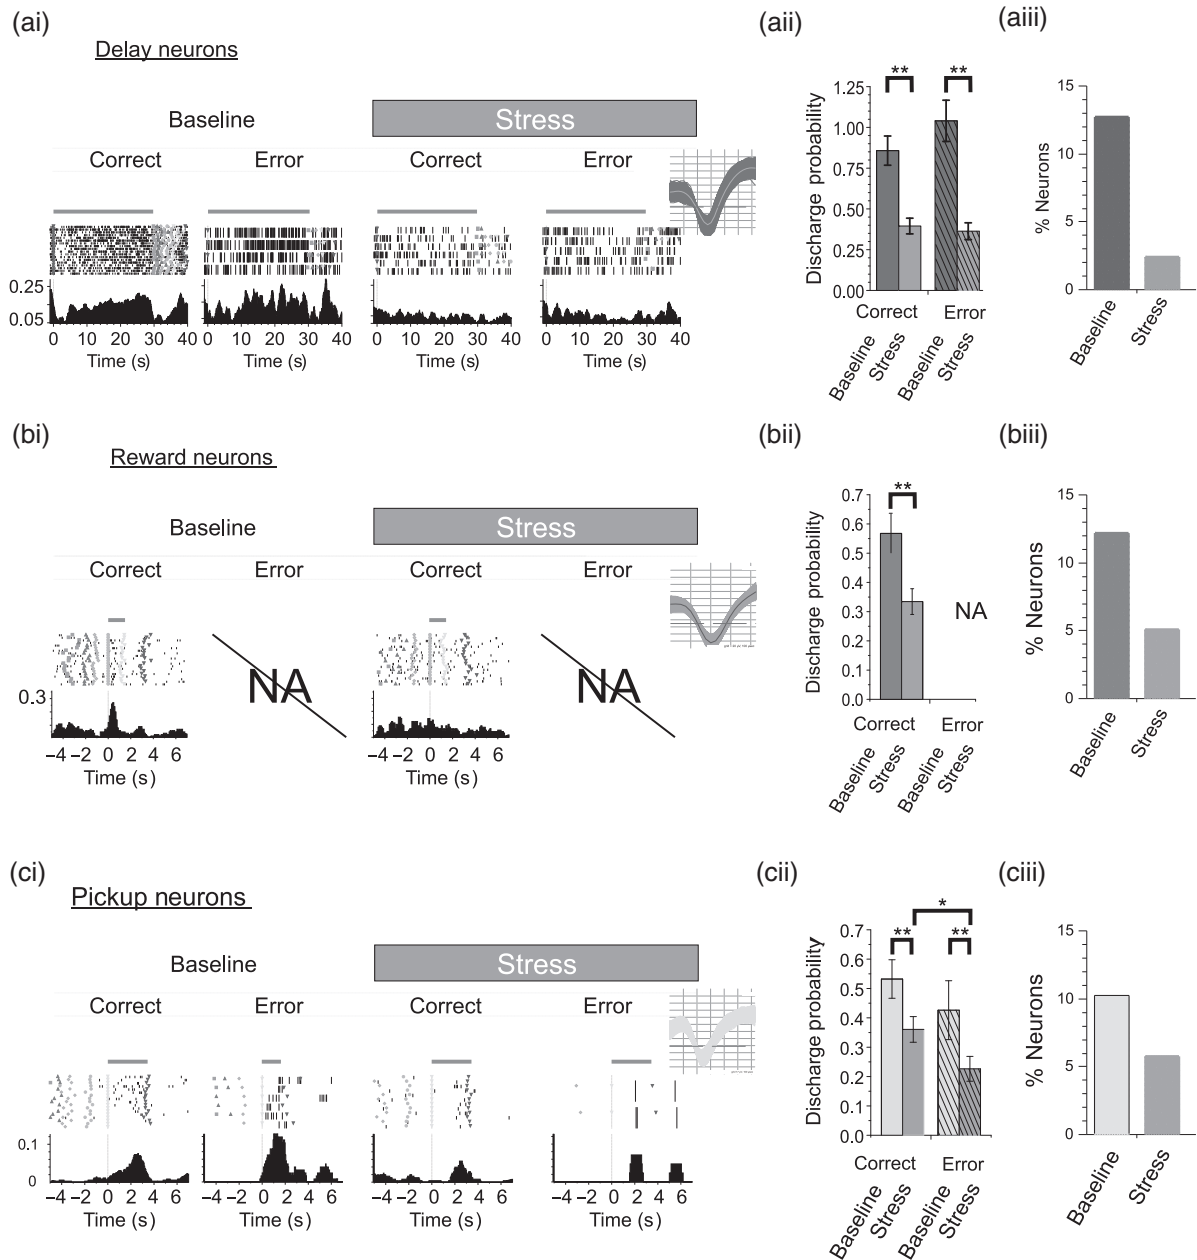 (ai)
Delay neurons
Baseline
Stress
Correct
Error
Correct
Error
0.25
0.05
0 10 20 30 40
0 10 20 30 40
0 10 20 30 40
0 10 20 30 40
Time (s)
Time (s)
Time (s)
Time (s)
(aii)
** **
Discharge probability
1.25
1.00
0.75
0.50
0.25
0.00
Correct Error
Baseline
Stress
Baseline
Stress
(aiii)
% Neurons
15
10
5
0
Baseline
Stress
(bi)
Reward neurons
Baseline
Stress
Correct
Error
Correct
Error
NA
NA
0.3
−4 −2 0 2 4 6
−4 −2 0 2 4 6
Time (s)
Time (s)
(bii)
**
Discharge probability
0.7
0.6
0.5
0.4
0.3
0.2
0.1
0.0
NA
Correct Error
Baseline
Stress
Baseline
Stress
(biii)
% Neurons
15
10
5
0
Baseline
Stress
(ci)
Pickup neurons
Baseline
Stress
Correct
Error
Correct
Error
0.1
0
−4 −2 0 2 4 6
−4 −2 0 2 4 6
−4 −2 0 2 4 6
−4 −2 0 2 4 6
Time (s)
Time (s)
Time (s)
Time (s)
(cii)
*
** **
Discharge probability
0.7
0.6
0.5
0.4
0.3
0.2
0.1
0.0
Correct Error
Baseline
Stress
Baseline
Stress
(ciii)
% Neurons
15
10
5
0
Baseline
Stress